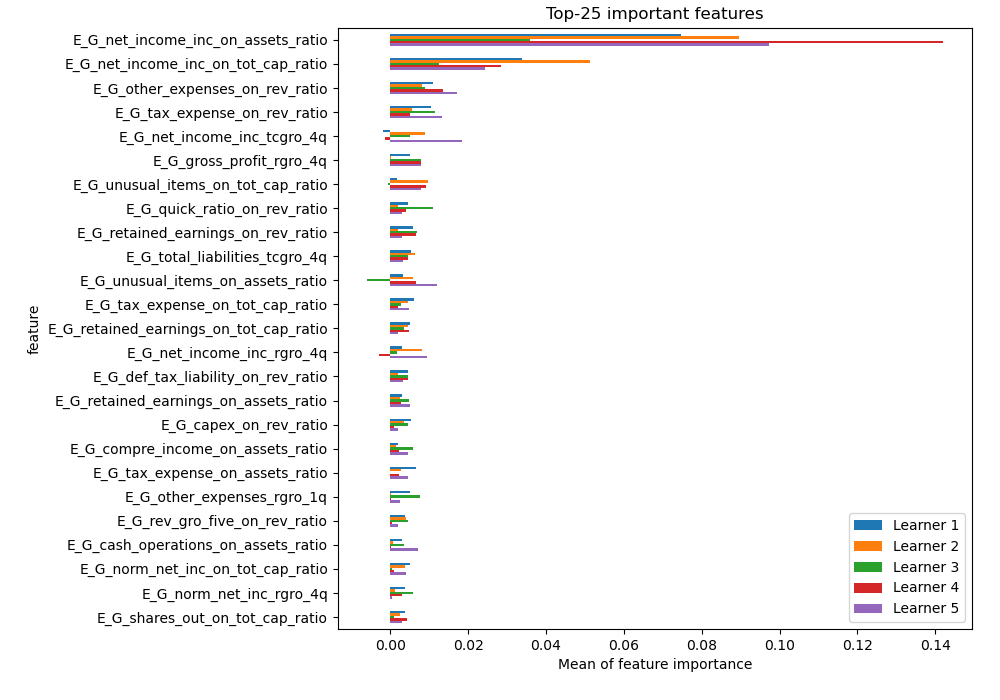 Top-25 important features
feature
E_G_net_income_inc_on_assets_ratio
E_G_net_income_inc_on_tot_cap_ratio
E_G_other_expenses_on_rev_ratio
E_G_tax_expense_on_rev_ratio
E_G_net_income_inc_tcgro_4q
E_G_gross_profit_rgro_4q
E_G_unusual_items_on_tot_cap_ratio
E_G_quick_ratio_on_rev_ratio
E_G_retained_earnings_on_rev_ratio
E_G_total_liabilities_tcgro_4q
E_G_unusual_items_on_assets_ratio
E_G_tax_expense_on_tot_cap_ratio
E_G_retained_earnings_on_tot_cap_ratio
E_G_net_income_inc_rgro_4q
E_G_def_tax_liability_on_rev_ratio
E_G_retained_earnings_on_assets_ratio
E_G_capex_on_rev_ratio
E_G_compre_income_on_assets_ratio
E_G_tax_expense_on_assets_ratio
E_G_other_expenses_rgro_1q
E_G_rev_gro_five_on_rev_ratio
E_G_cash_operations_on_assets_ratio
E_G_norm_net_inc_on_tot_cap_ratio
E_G_norm_net_inc_rgro_4q
E_G_shares_out_on_tot_cap_ratio
Learner 1
Learner 2
Learner 3
Learner 4
Learner 5
0.00 0.02 0.04 0.06 0.08 0.10 0.12 0.14
Mean of feature importance